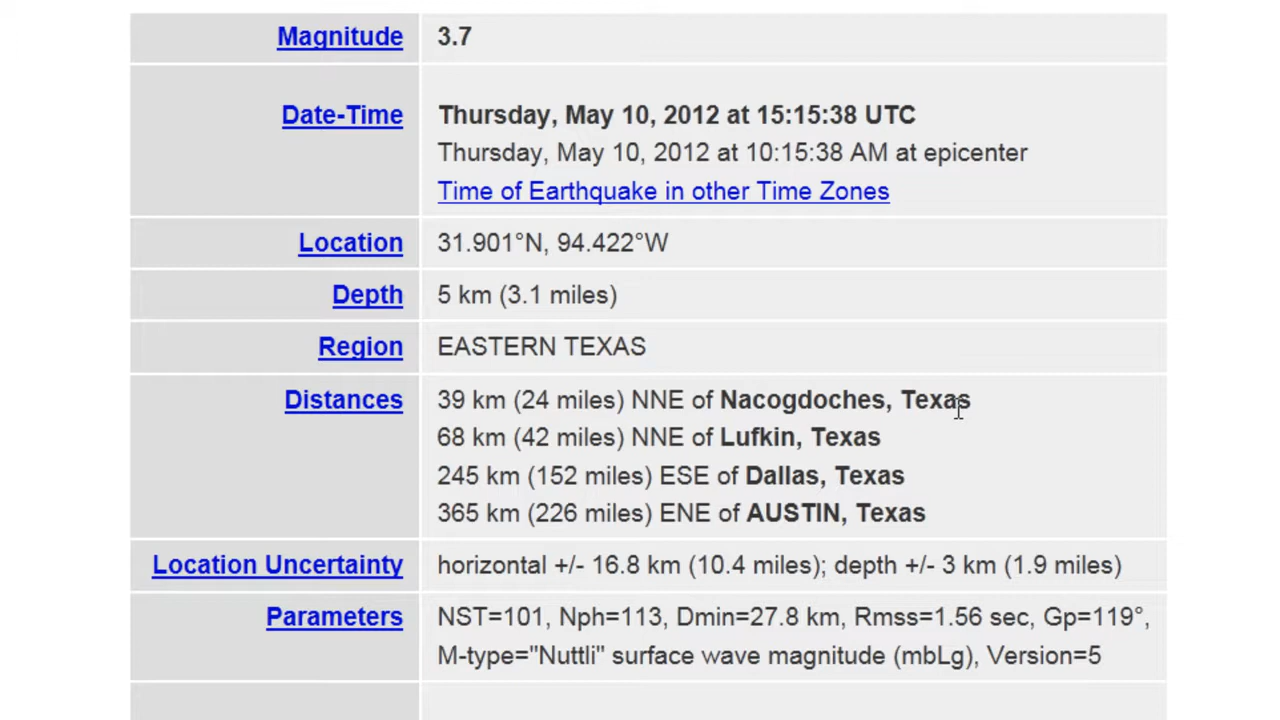 Magnitude 3.7
Date-Time Thursday, May 10, 2012 at 15:15:38 UTC
Thursday, May 10, 2012 at 10:15:38 AM at epicenter
Time of Earthquake in other Time Zones
Location 31.901°N, 94.422°W
Depth 5 km (3.1 miles)
Region EASTERN TEXAS
Distances 39 km (24 miles) NNE of Nacogdoches, Texas
68 km (42 miles) NNE of Lufkin, Texas
245 km (152 miles) ESE of Dallas, Texas
365 km (226 miles) ENE of AUSTIN, Texas
Location Uncertainty horizontal +/- 16.8 km (10.4 miles); depth +/- 3 km (1.9 miles)
Parameters NST=101, Nph=113, Dmin=27.8 km, Rmss=1.56 sec, Gp=119°,
M-type="Nuttli" surface wave magnitude (mbLg), Version=5